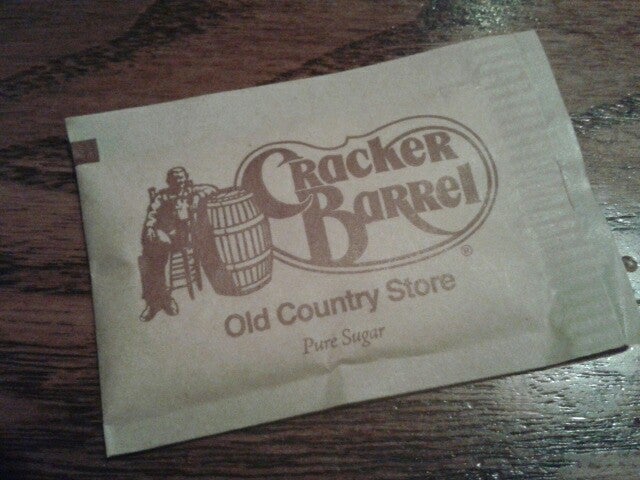 Cracker
Barrel
®
Old Country Store
Pure Sugar